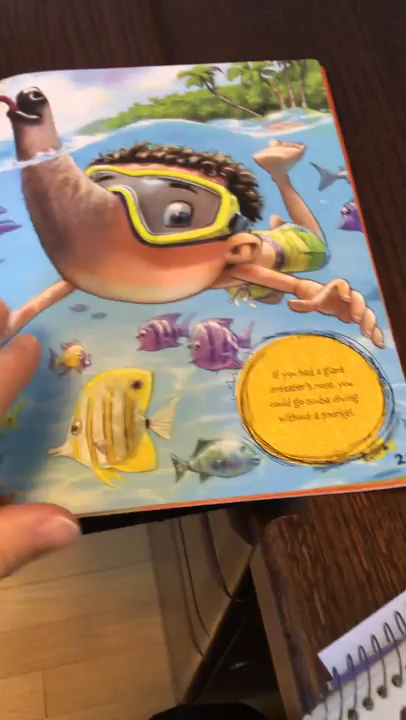 If you had a giant
anteater's nose, you
could go scuba diving
without a snorkel!